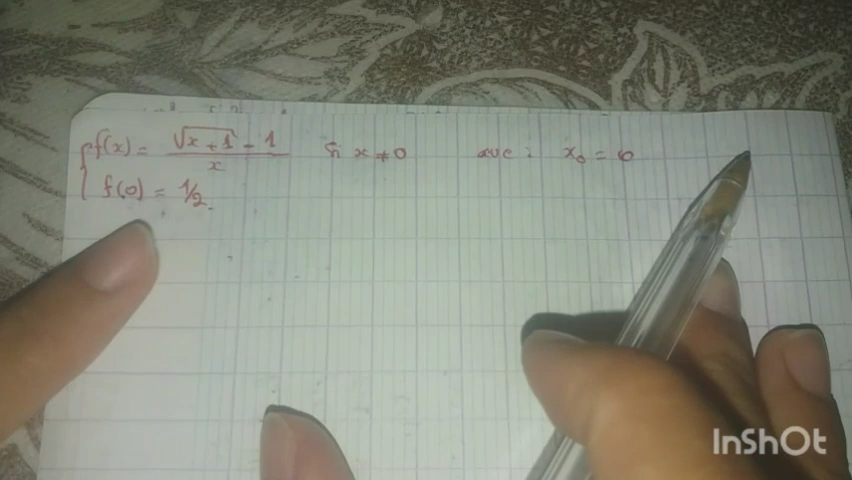 f(x) = (√(x + 1) - 1) / x si x ≠ 0 avec : x₀ = 0
f(0) = 1/2
InShOt